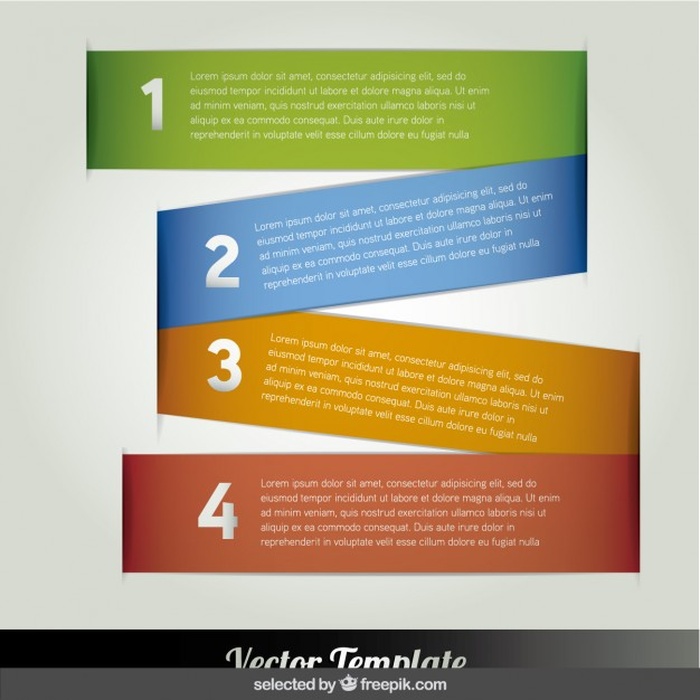 1
Lorem ipsum dolor sit amet, consectetur adipisicing elit, sed do
eiusmod tempor incididunt ut labore et dolore magna aliqua. Ut enim
ad minim veniam, quis nostrud exercitation ullamco laboris nisi ut
aliquip ex ea commodo consequat. Duis aute irure dolor in
reprehenderit in voluptate velit esse cillum dolore eu fugiat nulla
2
Lorem ipsum dolor sit amet, consectetur adipisicing elit, sed do
eiusmod tempor incididunt ut labore et dolore magna aliqua. Ut enim
ad minim veniam, quis nostrud exercitation ullamco laboris nisi ut
aliquip ex ea commodo consequat. Duis aute irure dolor in
reprehenderit in voluptate velit esse cillum dolore eu fugiat nulla
3
Lorem ipsum dolor sit amet, consectetur adipisicing elit, sed do
eiusmod tempor incididunt ut labore et dolore magna aliqua. Ut enim
ad minim veniam, quis nostrud exercitation ullamco laboris nisi ut
aliquip ex ea commodo consequat. Duis aute irure dolor in
reprehenderit in voluptate velit esse cillum dolore eu fugiat nulla
4
Lorem ipsum dolor sit amet, consectetur adipisicing elit, sed do
eiusmod tempor incididunt ut labore et dolore magna aliqua. Ut enim
ad minim veniam, quis nostrud exercitation ullamco laboris nisi ut
aliquip ex ea commodo consequat. Duis aute irure dolor in
reprehenderit in voluptate velit esse cillum dolore eu fugiat nulla
Vector Template
selected by freepik.com